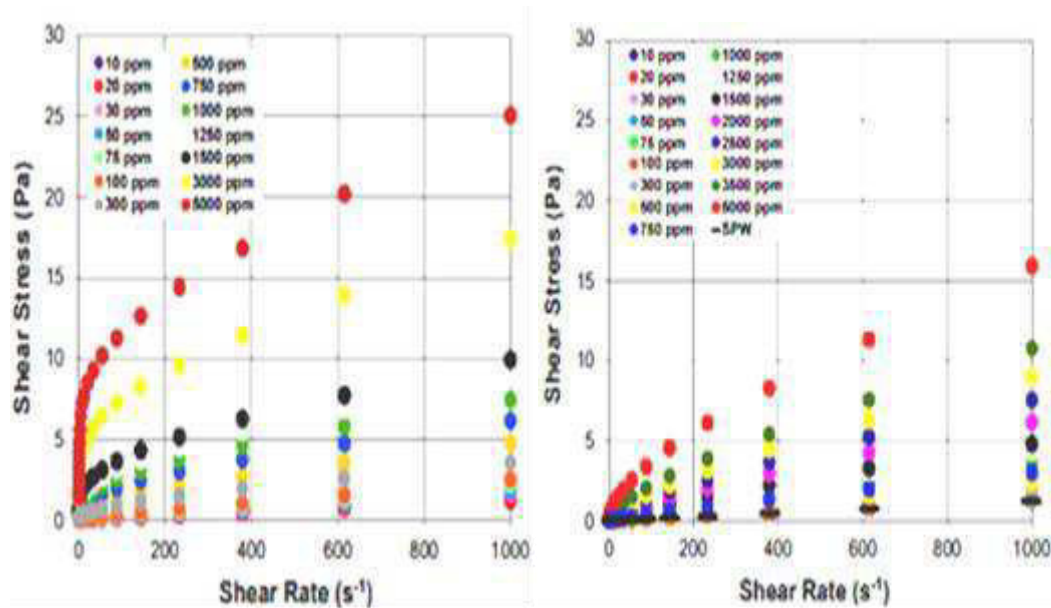 30
25
20
15
10
5
0
Shear Stress (Pa)
10 ppm 500 ppm
20 ppm 750 ppm
30 ppm 1000 ppm
50 ppm 1250 ppm
75 ppm 1500 ppm
100 ppm 3000 ppm
300 ppm 5000 ppm
0 200 400 600 800 1000
Shear Rate (s⁻¹)
30
25
20
15
10
5
0
Shear Stress (Pa)
10 ppm 1000 ppm
20 ppm 1250 ppm
30 ppm 1500 ppm
50 ppm 2000 ppm
75 ppm 2500 ppm
100 ppm 3000 ppm
300 ppm 3500 ppm
500 ppm 5000 ppm
750 ppm SPW
0 200 400 600 800 1000
Shear Rate (s⁻¹)